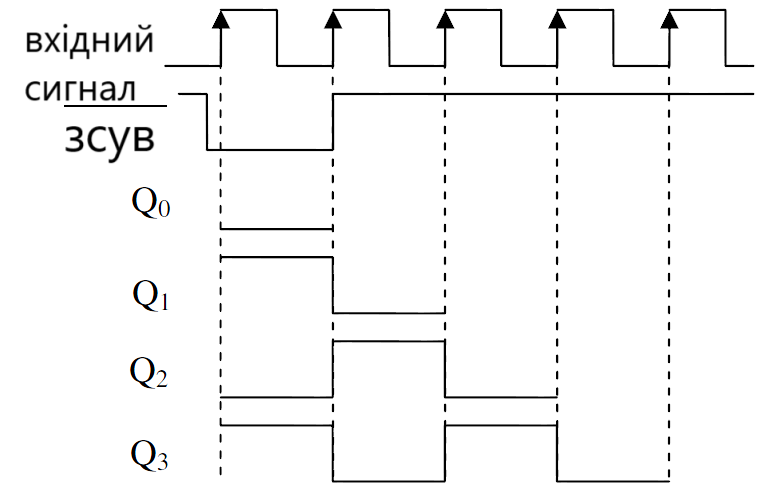 вхідний
сигнал
зсув
Q0
Q1
Q2
Q3